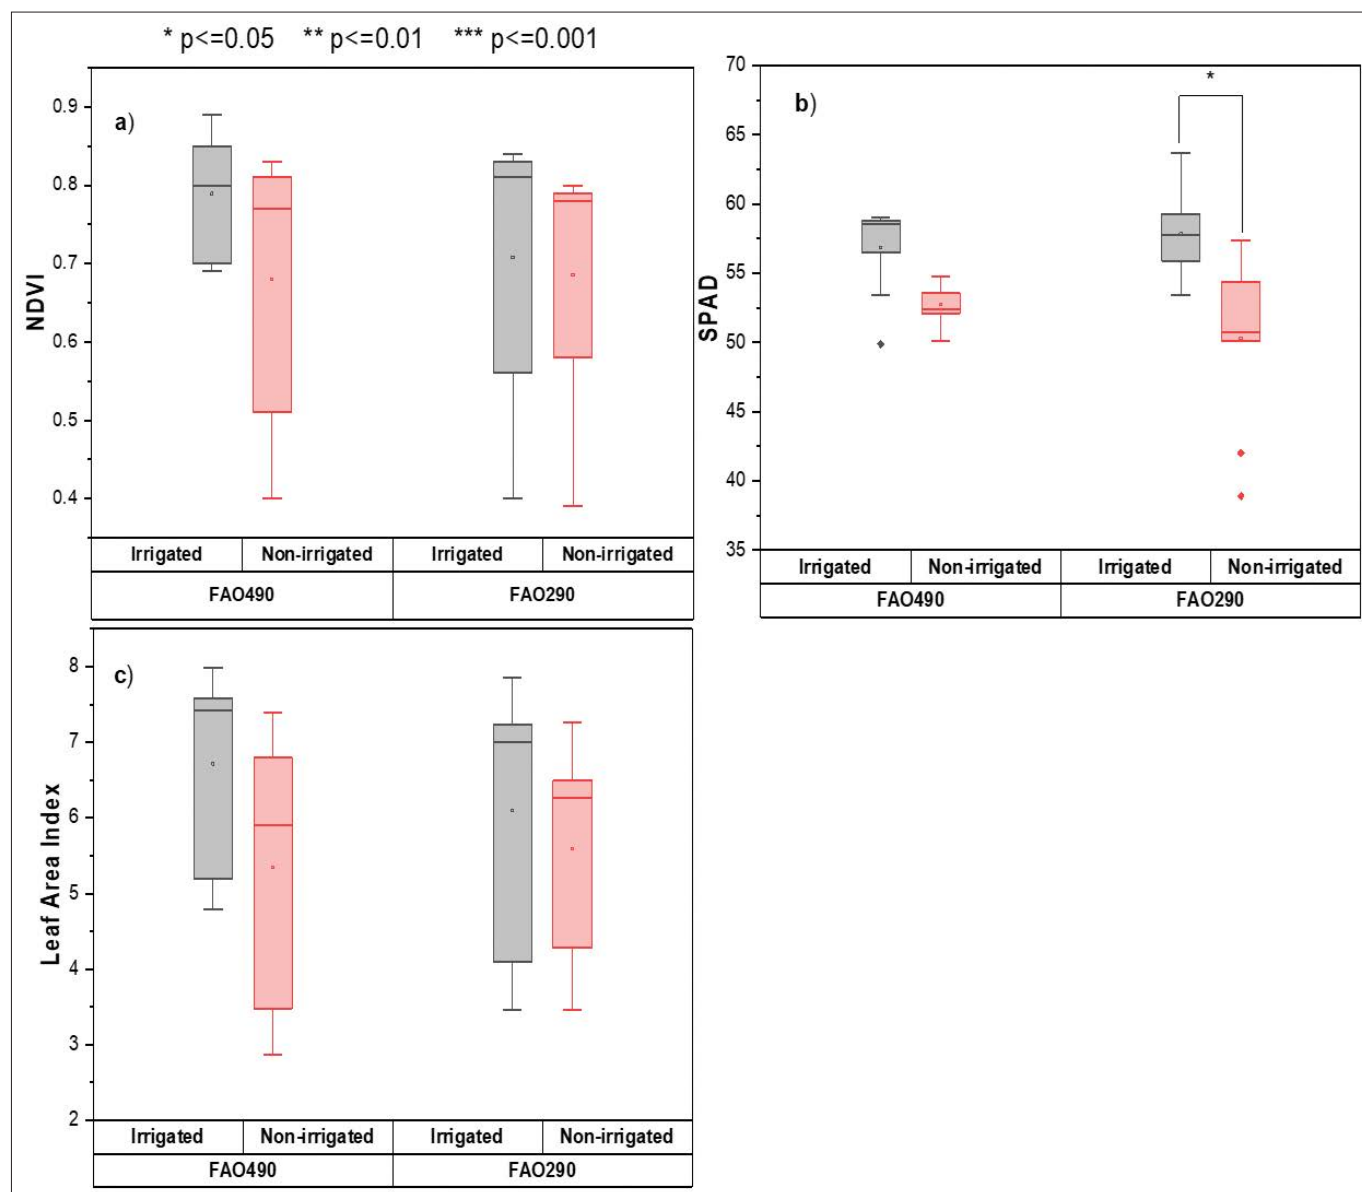 * p<=0.05 ** p<=0.01 *** p<=0.001
a)
NDVI
0.9
0.8
0.7
0.6
0.5
0.4
Irrigated Non-irrigated Irrigated Non-irrigated
FAO490 FAO290
b)
*
SPAD
70
65
60
55
50
45
40
35
Irrigated Non-irrigated Irrigated Non-irrigated
FAO490 FAO290
c)
Leaf Area Index
8
7
6
5
4
3
2
Irrigated Non-irrigated Irrigated Non-irrigated
FAO490 FAO290